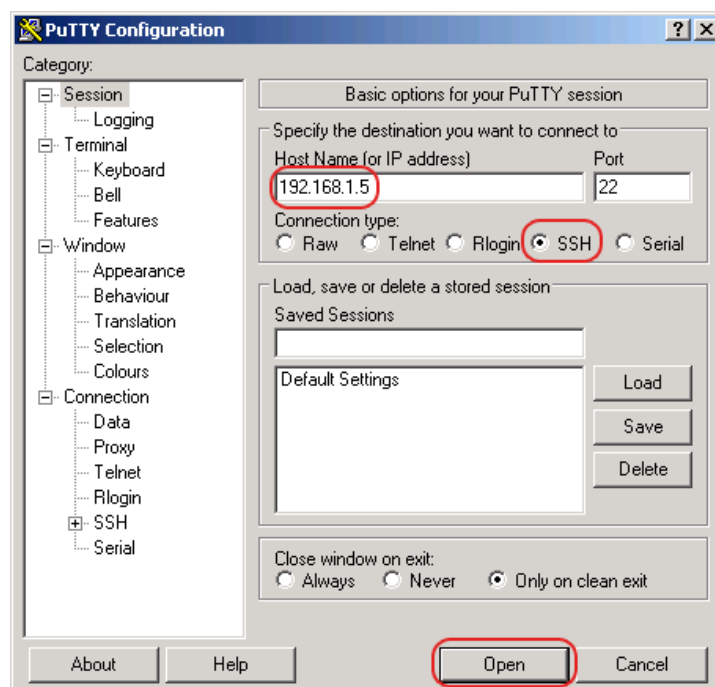 PuTTY Configuration
Category:
Session
Logging
Terminal
Keyboard
Bell
Features
Window
Appearance
Behaviour
Translation
Selection
Colours
Connection
Data
Proxy
Telnet
Rlogin
SSH
Serial
Basic options for your PuTTY session
Specify the destination you want to connect to
Host Name (or IP address) Port
192.168.1.5 22
Connection type:
Raw Telnet Rlogin SSH Serial
Load, save or delete a stored session
Saved Sessions
Default Settings
Load
Save
Delete
Close window on exit:
Always Never Only on clean exit
About Help Open Cancel